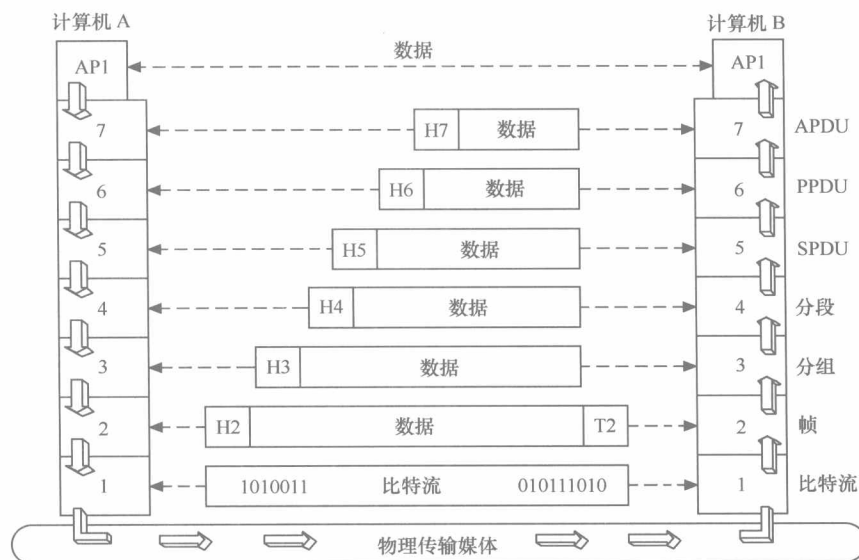 计算机 A
计算机 B
AP1 数据 AP1
7 H7 数据 7 APDU
6 H6 数据 6 PPDU
5 H5 数据 5 SPDU
4 H4 数据 4 分段
3 H3 数据 3 分组
2 H2 数据 T2 2 帧
1 1010011 比特流 010111010 1 比特流
物理传输媒体